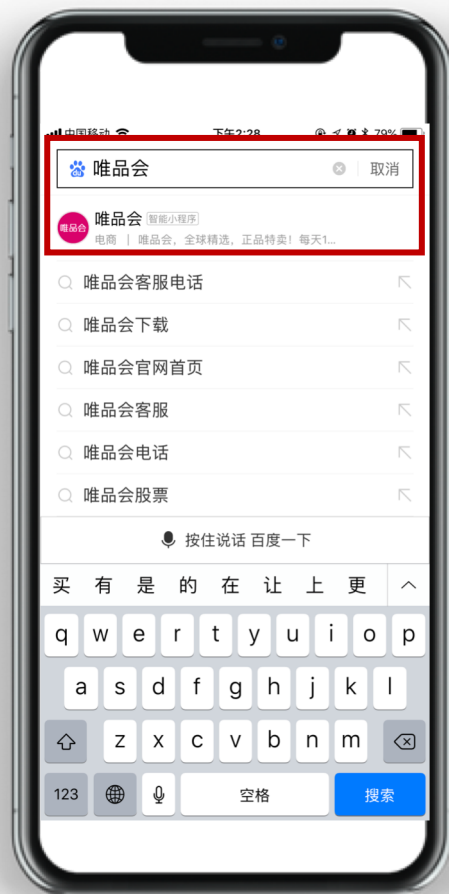 中国移动 下午2:28 79%
du 唯品会 取消
唯品会 唯品会 智能小程序
电商 | 唯品会，全球精选，正品特卖！每天1...
唯品会客服电话
唯品会下载
唯品会官网首页
唯品会客服
唯品会电话
唯品会股票
按住说话 百度一下
买 有 是 的 在 让 上 更
q w e r t y u i o p
a s d f g h j k l
z x c v b n m
123 空格 搜索